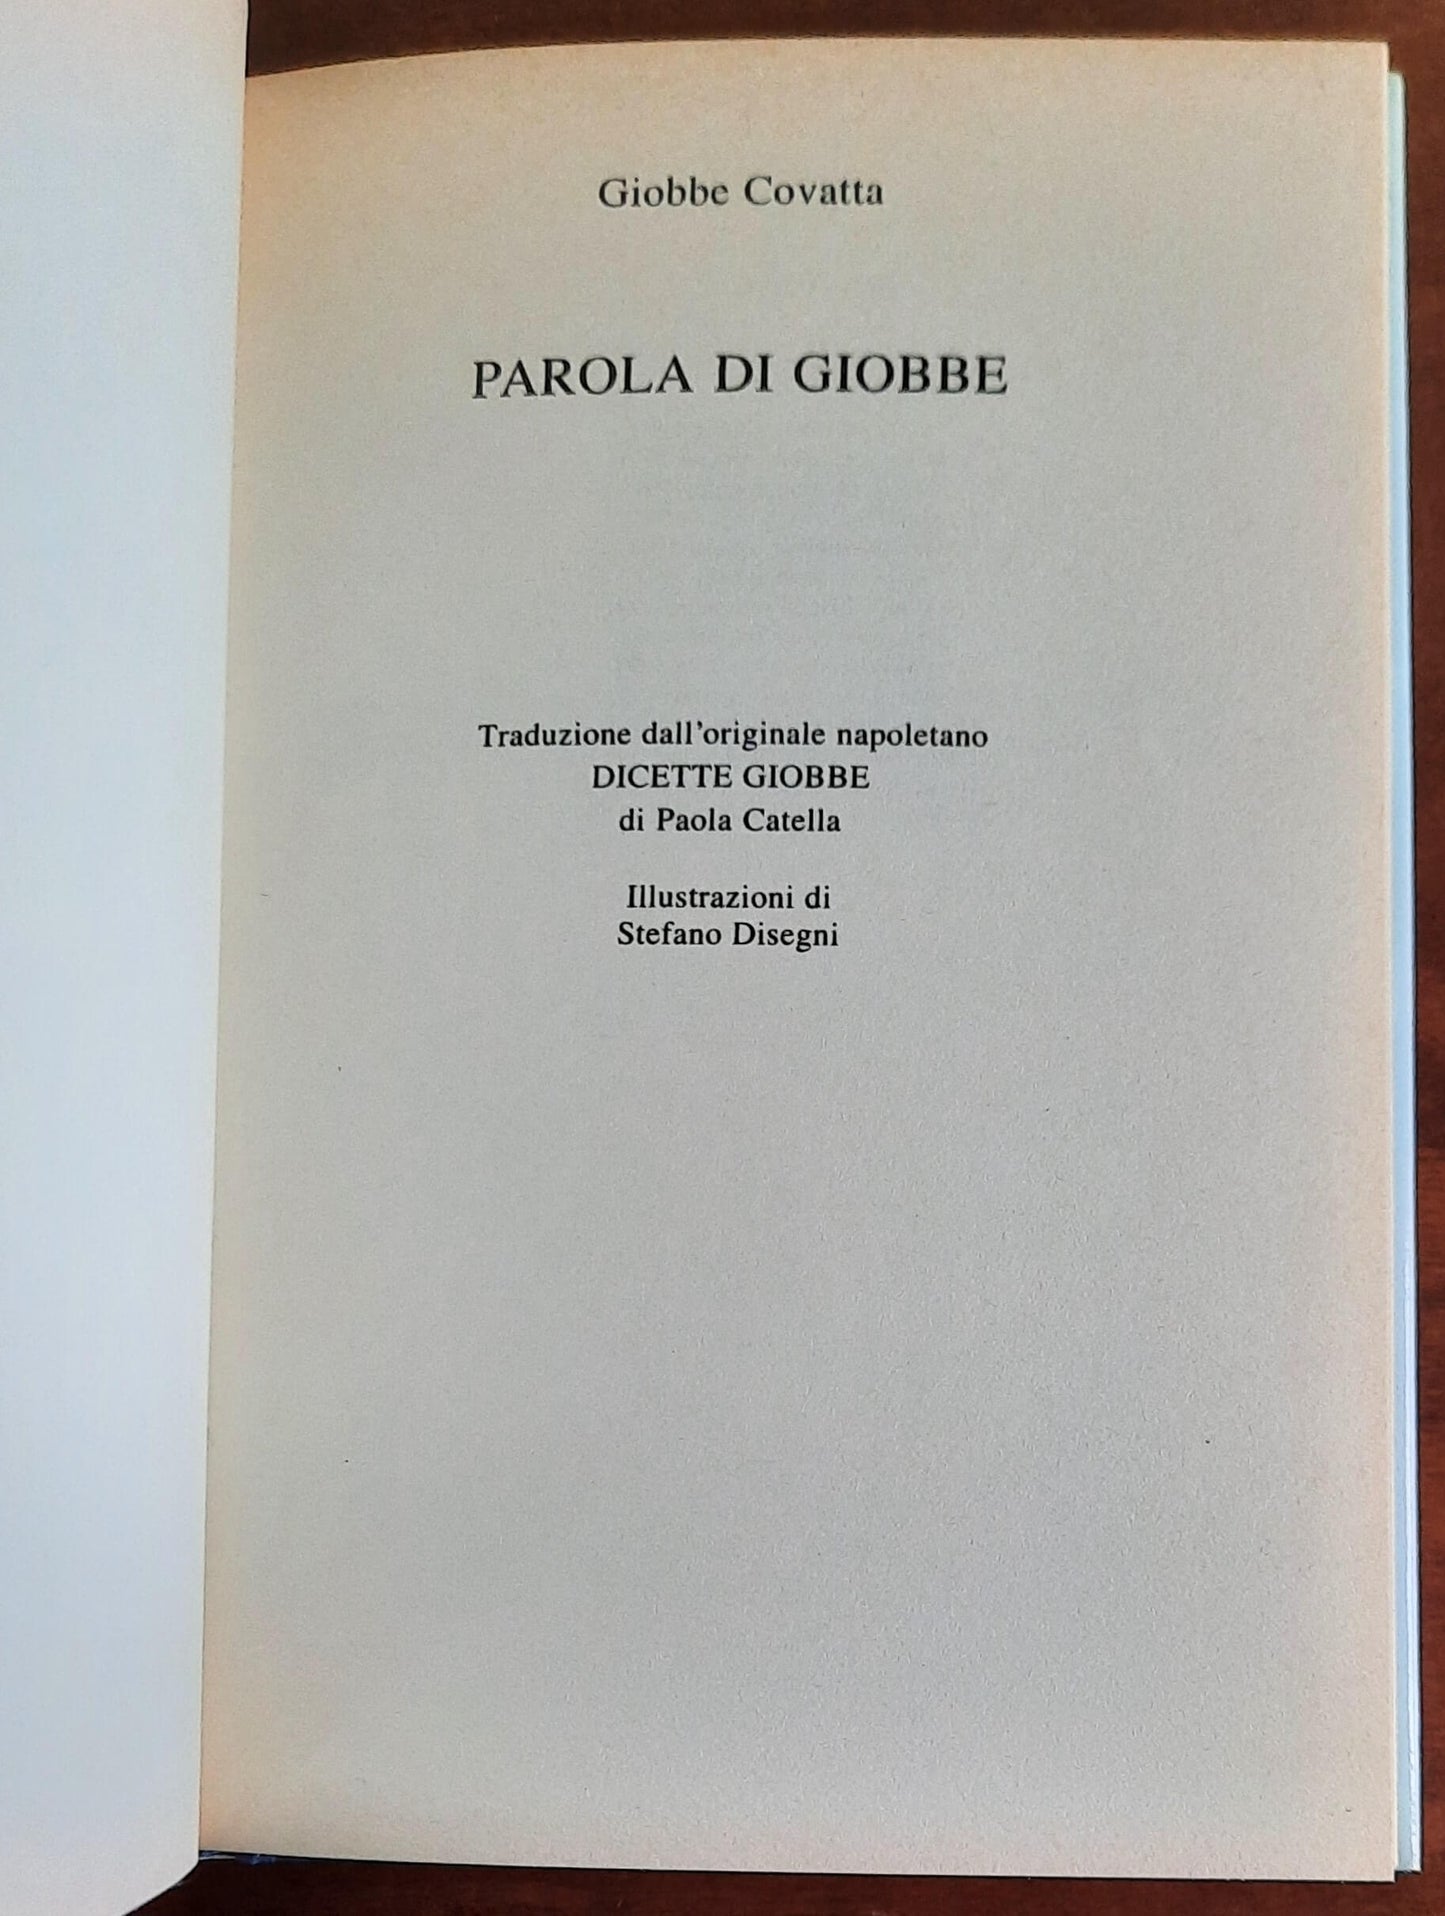 Giobbe Covatta
PAROLA DI GIOBBE
Traduzione dall'originale napoletano
DICETTE GIOBBE
di Paola Catella
Illustrazioni di
Stefano Disegni